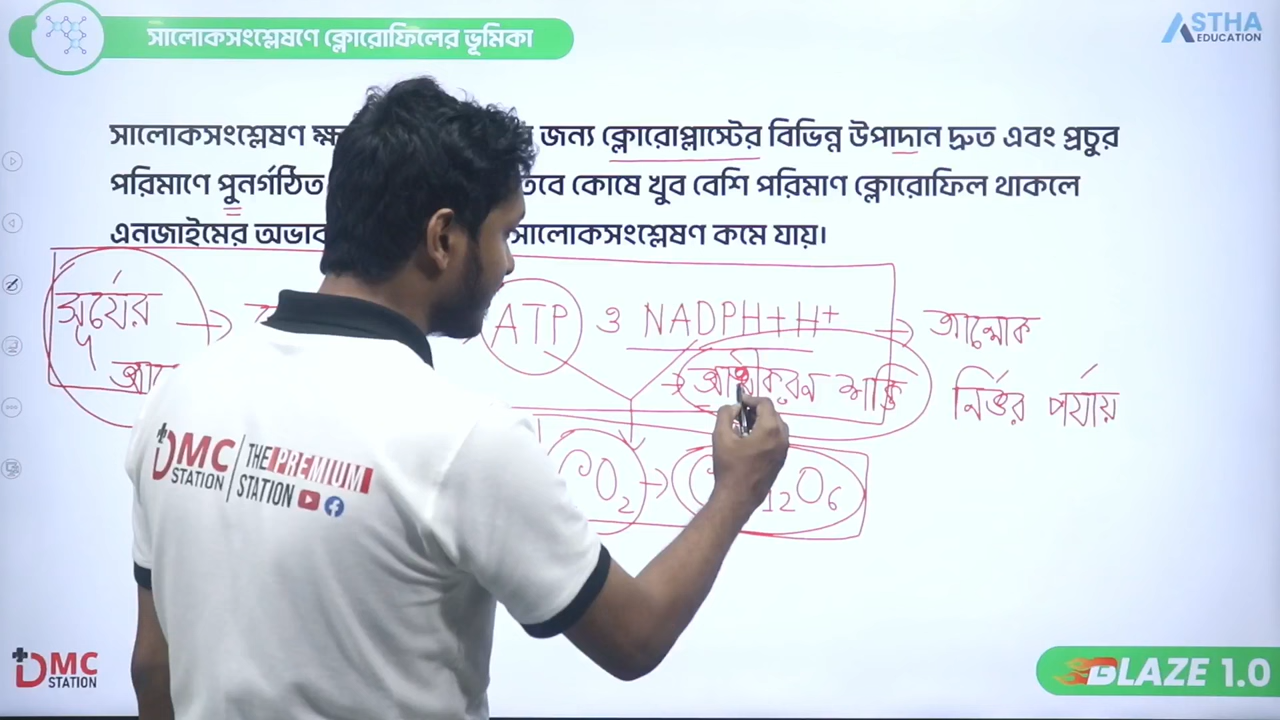 সালোকসংশ্লেষণে ক্লোরোফিলের ভূমিকা
ASTHA
EDUCATION
সালোকসংশ্লেষণ ক্ষ জন্য ক্লোরোপ্লাস্টের বিভিন্ন উপাদান দ্রুত এবং প্রচুর
পরিমাণে পুনর্গঠিত তবে কোষে খুব বেশি পরিমাণ ক্লোরোফিল থাকলে
এনজাইমের অভাব সালোকসংশ্লেষণ কমে যায়।
সূর্যের → ATP ও NADPH+H+ → আলোক
→ আত্তীকরন শক্তি নির্ভর পর্যায়
CO2 → 12O6
DMC
STATION
THE PREMIUM
STATION
DMC
STATION
BLAZE 1.0